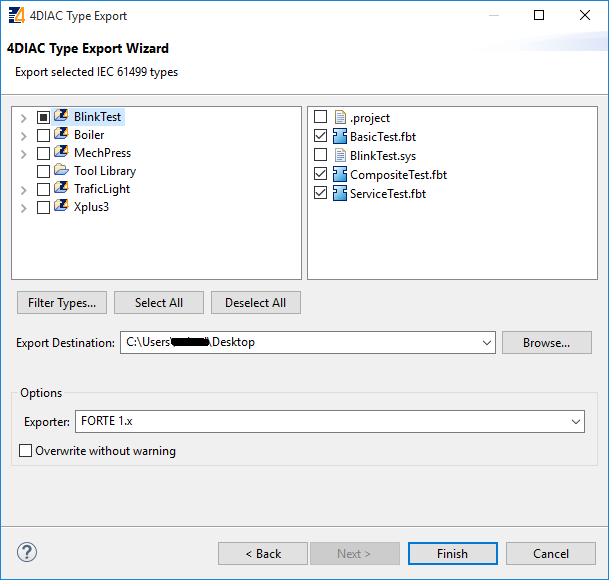 4DIAC Type Export
4DIAC Type Export Wizard
Export selected IEC 61499 types
BlinkTest
Boiler
MechPress
Tool Library
TraficLight
Xplus3
.project
BasicTest.fbt
BlinkTest.sys
CompositeTest.fbt
ServiceTest.fbt
Filter Types...
Select All
Deselect All
Export Destination:
C:\Users\ \Desktop
Browse...
Options
Exporter:
FORTE 1.x
Overwrite without warning
?
< Back
Next >
Finish
Cancel